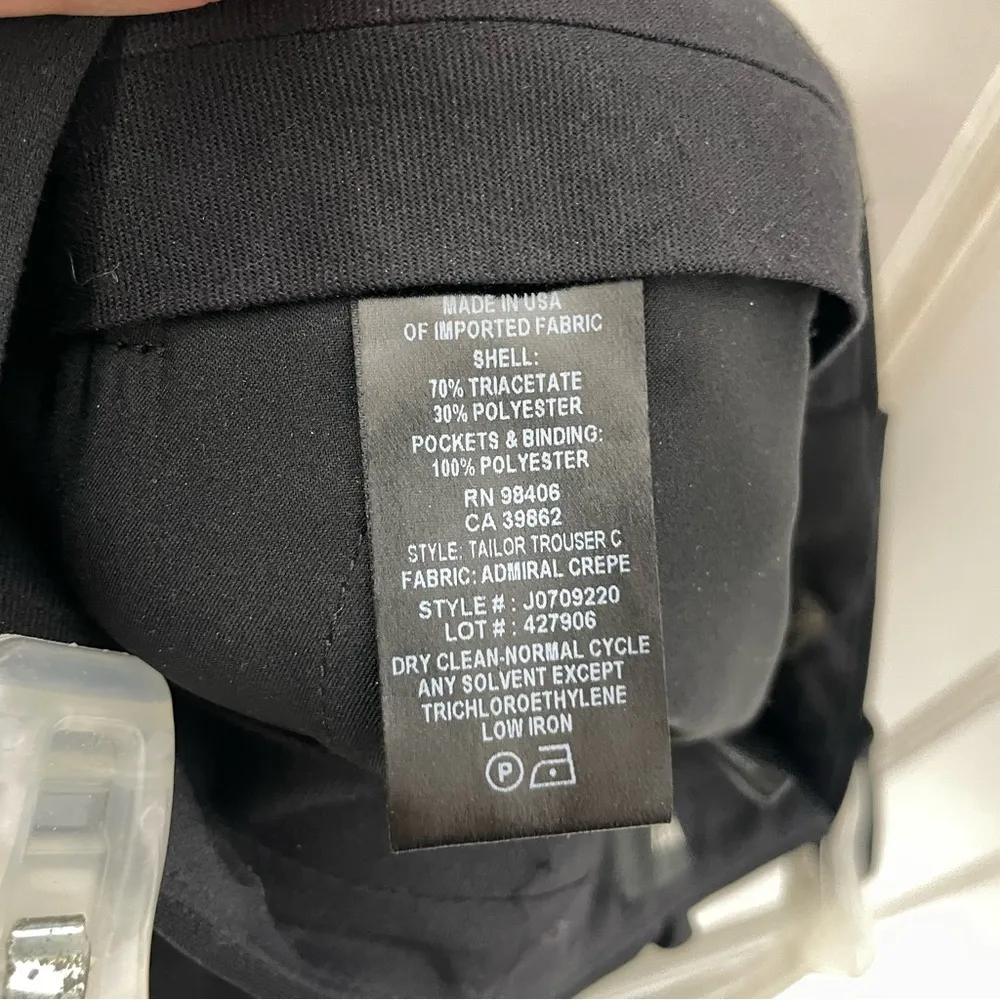 MADE IN USA
OF IMPORTED FABRIC
SHELL:
70% TRIACETATE
30% POLYESTER
POCKETS & BINDING:
100% POLYESTER
RN 98406
CA 39862
STYLE: TAILOR TROUSER C
FABRIC: ADMIRAL CREPE
STYLE # : J0709220
LOT # : 427906
DRY CLEAN-NORMAL CYCLE
ANY SOLVENT EXCEPT
TRICHLOROETHYLENE
LOW IRON
P